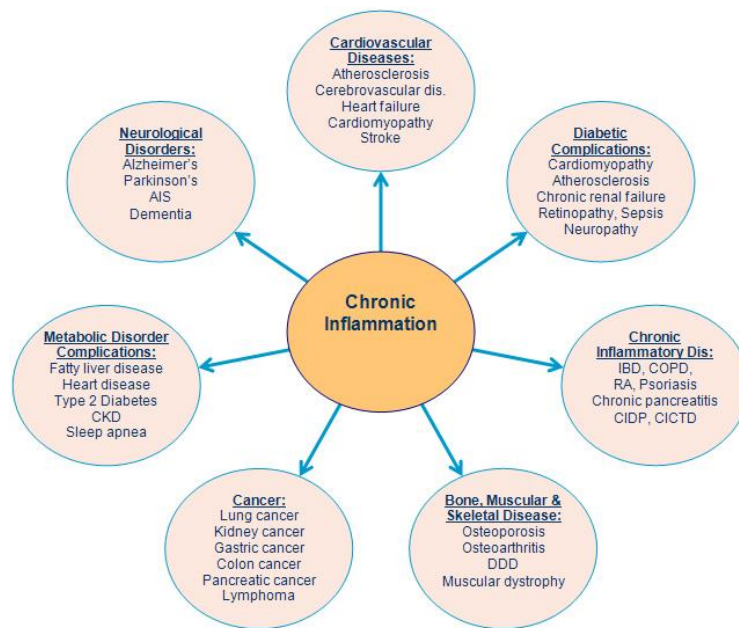 Cardiovascular
Diseases:
Atherosclerosis
Cerebrovascular dis.
Heart failure
Cardiomyopathy
Stroke
Neurological
Disorders:
Alzheimer's
Parkinson's
AIS
Dementia
Diabetic
Complications:
Cardiomyopathy
Atherosclerosis
Chronic renal failure
Retinopathy, Sepsis
Neuropathy
Chronic
Inflammation
Metabolic Disorder
Complications:
Fatty liver disease
Heart disease
Type 2 Diabetes
CKD
Sleep apnea
Chronic
Inflammatory Dis:
IBD, COPD,
RA, Psoriasis
Chronic pancreatitis
CIDP, CICTD
Cancer:
Lung cancer
Kidney cancer
Gastric cancer
Colon cancer
Pancreatic cancer
Lymphoma
Bone, Muscular &
Skeletal Disease:
Osteoporosis
Osteoarthritis
DDD
Muscular dystrophy